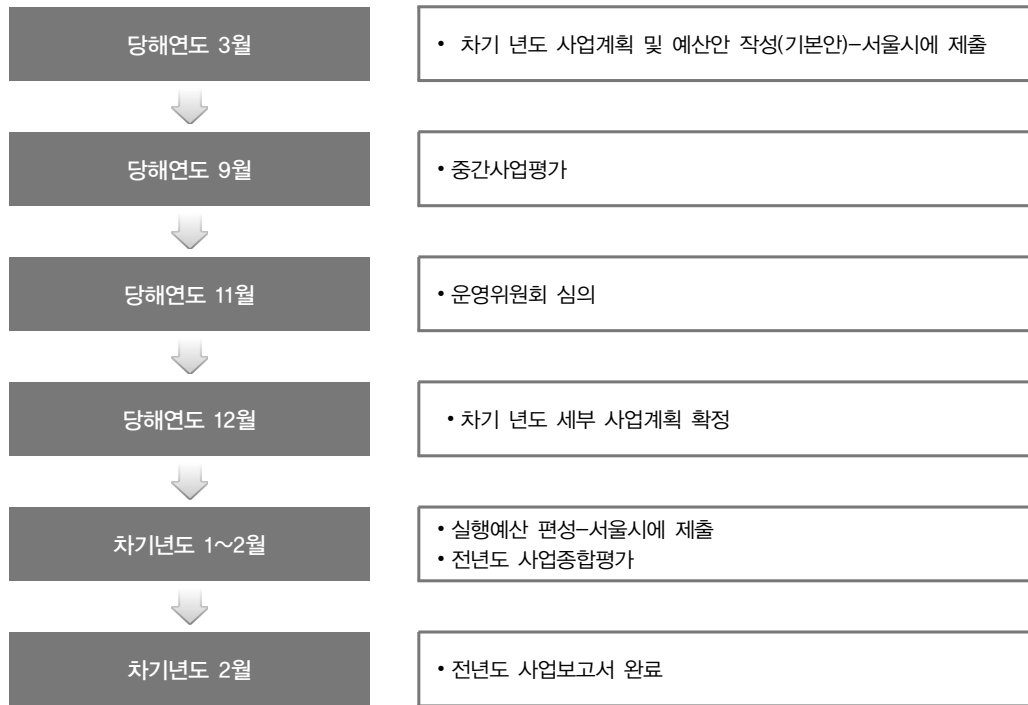 당해연도 3월
• 차기 년도 사업계획 및 예산안 작성(기본안)-서울시에 제출
당해연도 9월
• 중간사업평가
당해연도 11월
• 운영위원회 심의
당해연도 12월
• 차기 년도 세부 사업계획 확정
차기년도 1～2월
• 실행예산 편성-서울시에 제출
• 전년도 사업종합평가
차기년도 2월
• 전년도 사업보고서 완료